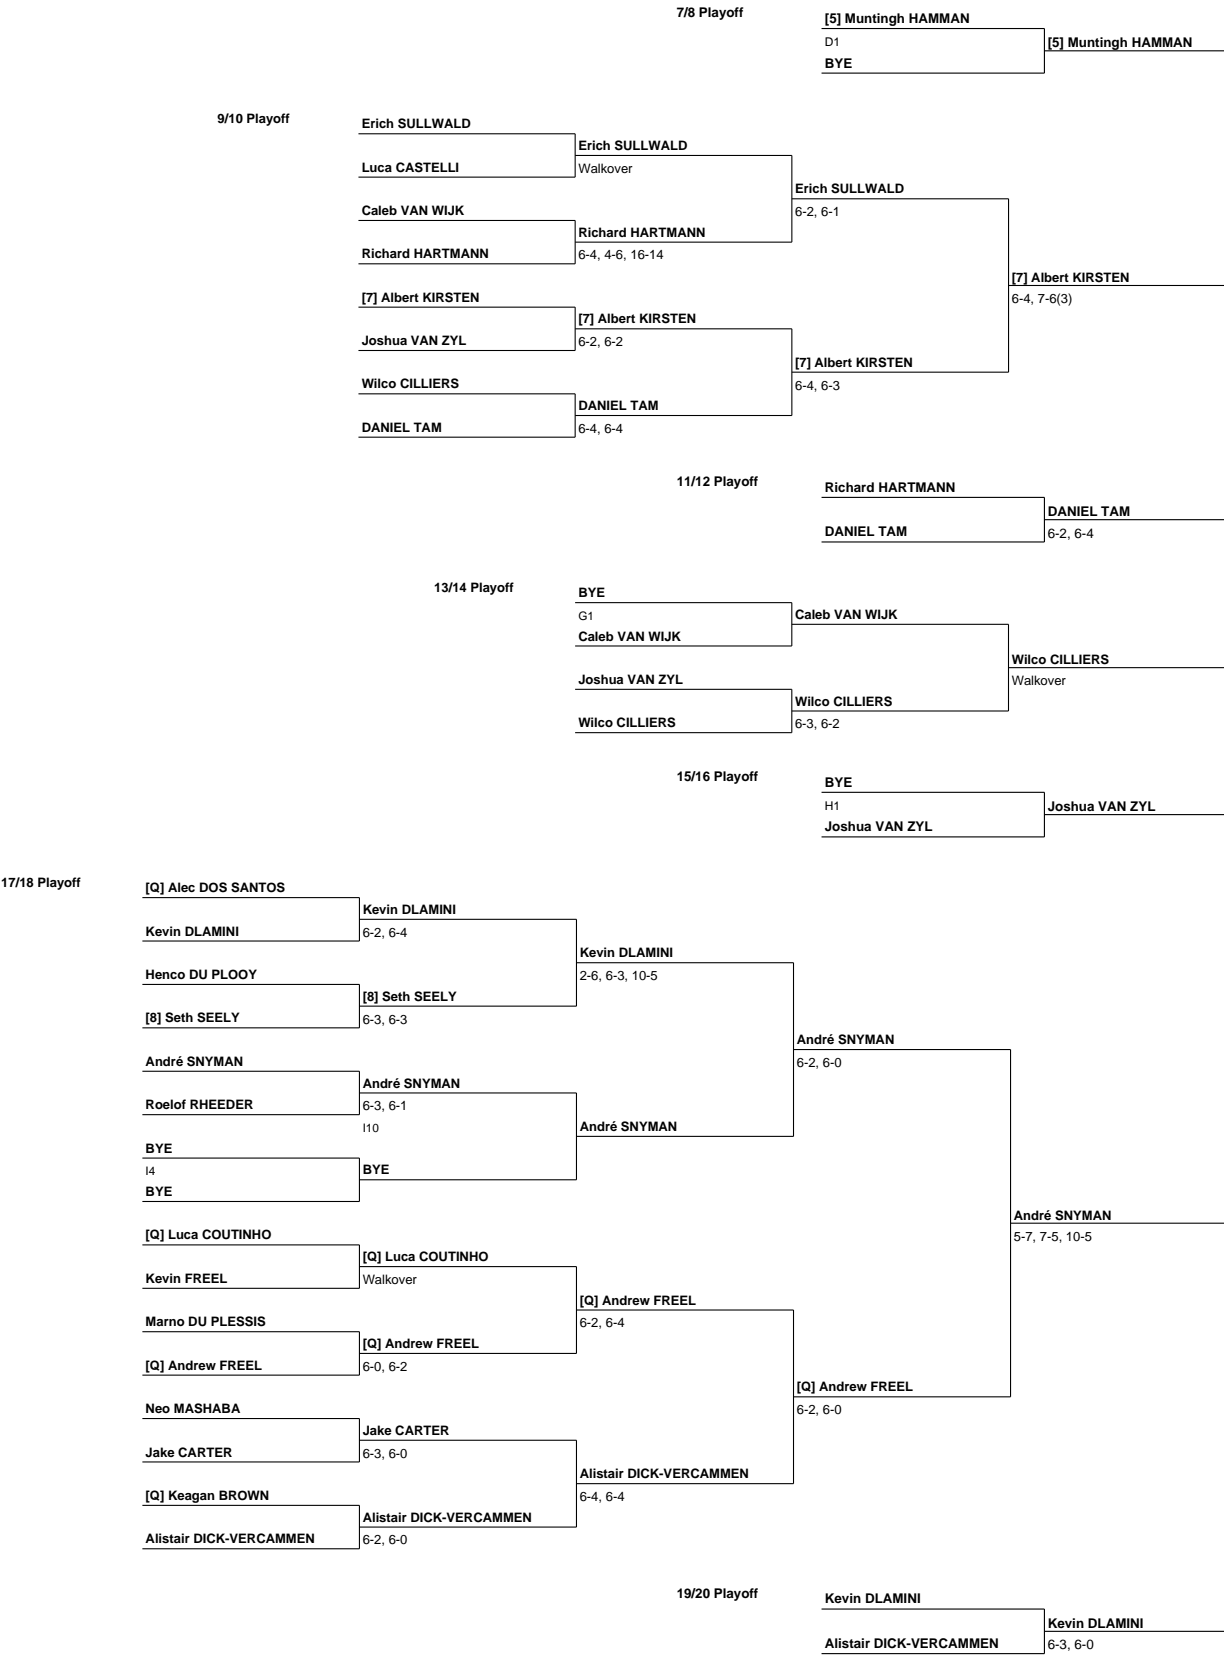 7/8 Playoff
[5] Muntingh HAMMAN
D1
[5] Muntingh HAMMAN
BYE
9/10 Playoff
Erich SULLWALD
Erich SULLWALD
Luca CASTELLI
Walkover
Erich SULLWALD
Caleb VAN WIJK
6-2, 6-1
Richard HARTMANN
Richard HARTMANN
6-4, 4-6, 16-14
[7] Albert KIRSTEN
[7] Albert KIRSTEN
6-4, 7-6(3)
[7] Albert KIRSTEN
Joshua VAN ZYL
6-2, 6-2
[7] Albert KIRSTEN
Wilco CILLIERS
6-4, 6-3
DANIEL TAM
DANIEL TAM
6-4, 6-4
11/12 Playoff
Richard HARTMANN
DANIEL TAM
DANIEL TAM
6-2, 6-4
13/14 Playoff
BYE
G1
Caleb VAN WIJK
Caleb VAN WIJK
Wilco CILLIERS
Joshua VAN ZYL
Walkover
Wilco CILLIERS
Wilco CILLIERS
6-3, 6-2
15/16 Playoff
BYE
H1
Joshua VAN ZYL
Joshua VAN ZYL
17/18 Playoff
[Q] Alec DOS SANTOS
Kevin DLAMINI
Kevin DLAMINI
6-2, 6-4
Kevin DLAMINI
Henco DU PLOOY
2-6, 6-3, 10-5
[8] Seth SEELY
[8] Seth SEELY
6-3, 6-3
André SNYMAN
André SNYMAN
6-2, 6-0
André SNYMAN
Roelof RHEEDER
6-3, 6-1
I10
André SNYMAN
BYE
I4
BYE
BYE
André SNYMAN
5-7, 7-5, 10-5
[Q] Luca COUTINHO
[Q] Luca COUTINHO
Kevin FREEL
Walkover
[Q] Andrew FREEL
Marno DU PLESSIS
6-2, 6-4
[Q] Andrew FREEL
[Q] Andrew FREEL
6-0, 6-2
[Q] Andrew FREEL
Neo MASHABA
6-2, 6-0
Jake CARTER
Jake CARTER
6-3, 6-0
Alistair DICK-VERCAMMEN
[Q] Keagan BROWN
6-4, 6-4
Alistair DICK-VERCAMMEN
Alistair DICK-VERCAMMEN
6-2, 6-0
19/20 Playoff
Kevin DLAMINI
Kevin DLAMINI
Alistair DICK-VERCAMMEN
6-3, 6-0